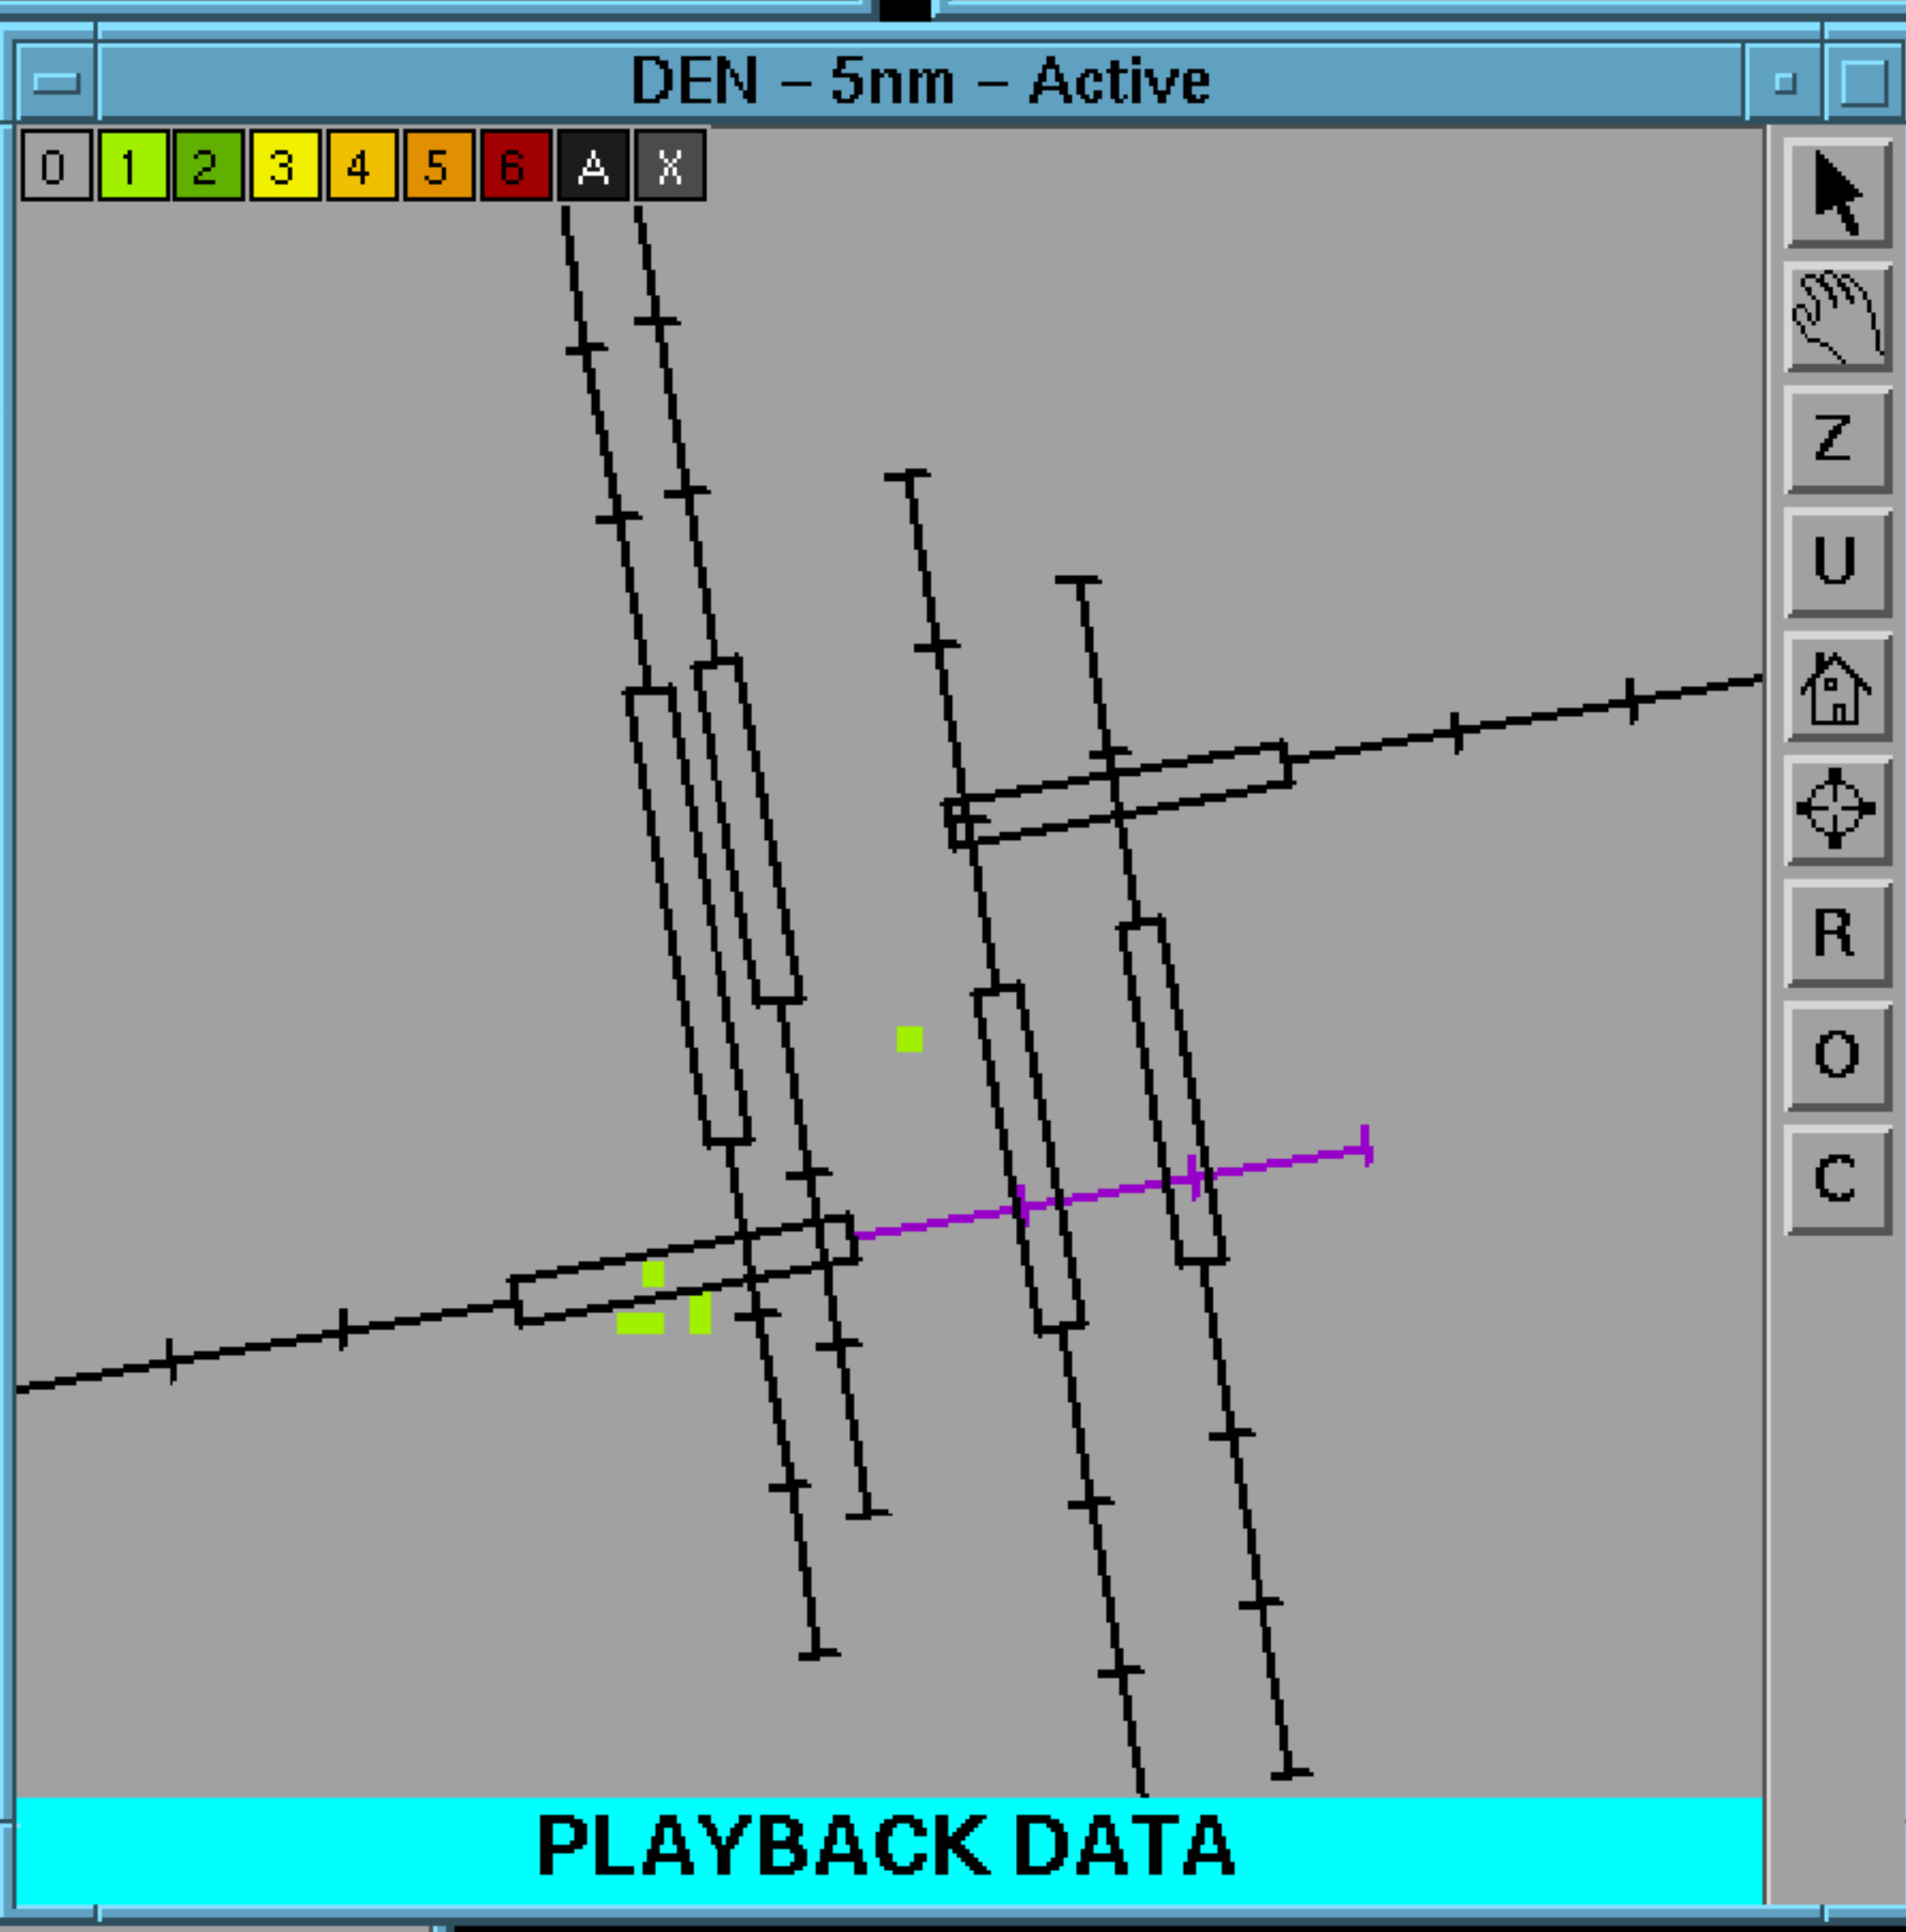 DEN - 5nm - Active
0 1 2 3 4 5 6 A X
Z
U
R
O
C
PLAYBACK DATA